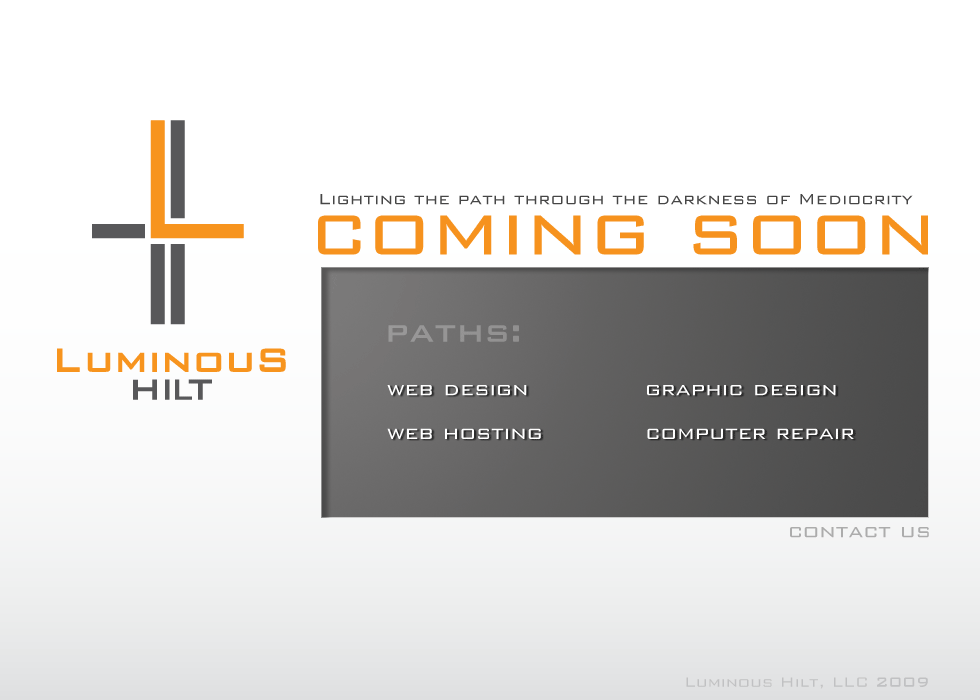 Lighting the path through the darkness of Mediocrity
COMING SOON
Luminous
HILT
PATHS:
WEB DESIGN
GRAPHIC DESIGN
WEB HOSTING
COMPUTER REPAIR
CONTACT US
Luminous Hilt, LLC 2009